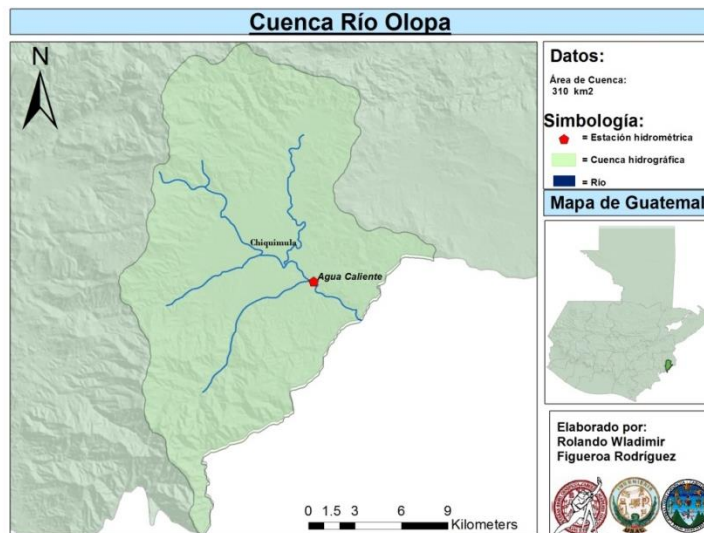 Cuenca Río Olopa
N
Chiquimula
Agua Caliente
0 1.5 3 6 9
Kilometers
Datos:
Área de Cuenca:
310 km2
Simbología:
= Estación hidrométrica
= Cuenca hidrográfica
= Río
Mapa de Guatemal
Elaborado por:
Rolando Wladimir
Figueroa Rodríguez